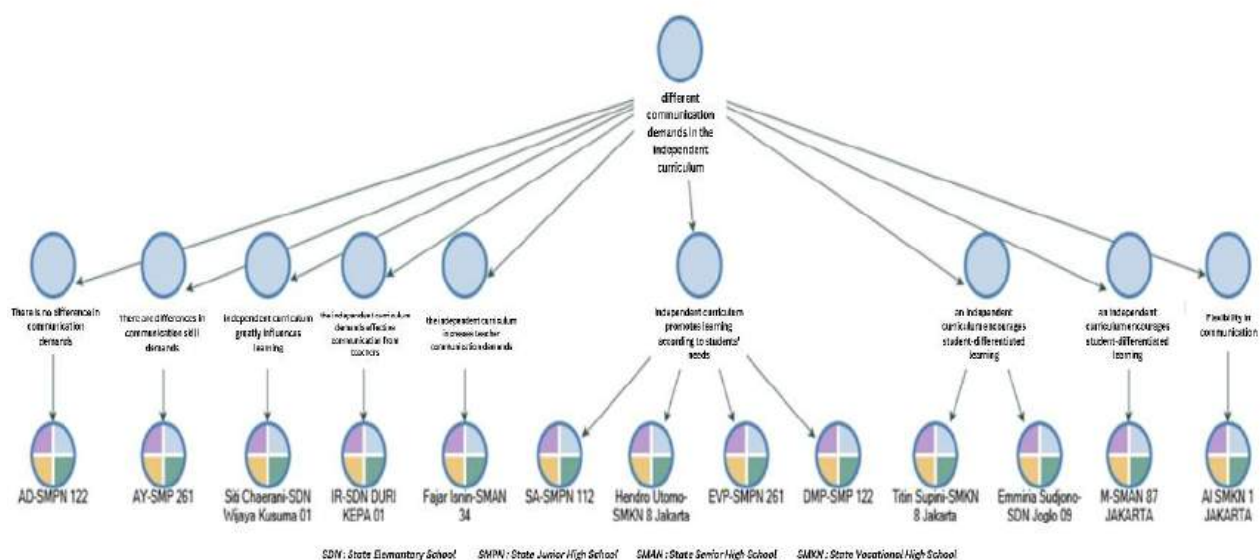 different
communication
demands in the
independent
curriculum
There is no difference in
communication
demands
There are differences in
communication skill
demands
Independent curriculum
greatly influences
learning
the independent curriculum
demands effective
communication from
teachers
the independent curriculum
increases teacher
communication demands
Independent curriculum
promotes learning
according to students'
needs
an independent
curriculum encourages
student-differentiated
learning
an independent
curriculum encourages
student-differentiated
learning
Flexibility in
communication
AD-SMPN 122
AY-SMP 261
Siti Chaerani-SDN
Wijaya Kusuma 01
IR-SDN DURI
KEPA 01
Fajar Isnin-SMAN
34
SA-SMPN 112
Hendro Utomo-
SMKN 8 Jakarta
EVP-SMPN 261
DMP-SMP 122
Titin Supini-SMKN
8 Jakarta
Emmiria Sudjono-
SDN Joglo 09
M-SMAN 87
JAKARTA
AI SMKN 1
JAKARTA
SDN : State Elementary School SMPN : State Junior High School SMAN : State Senior High School SMKN : State Vocational High School